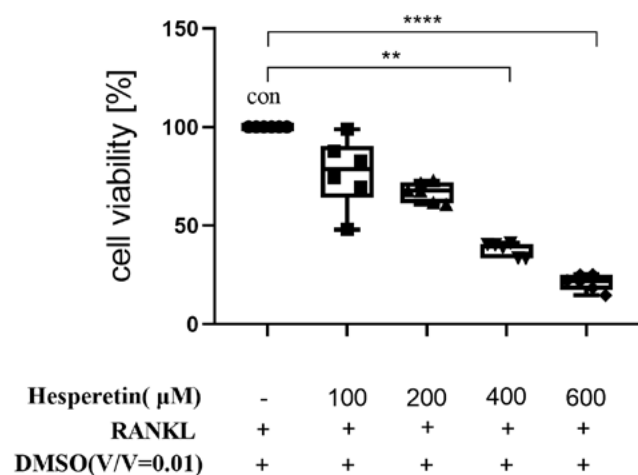 150
****
**
con
100
50
0
cell viability [%]
Hesperetin( μM) - 100 200 400 600
RANKL + + + + +
DMSO(V/V=0.01) + + + + +